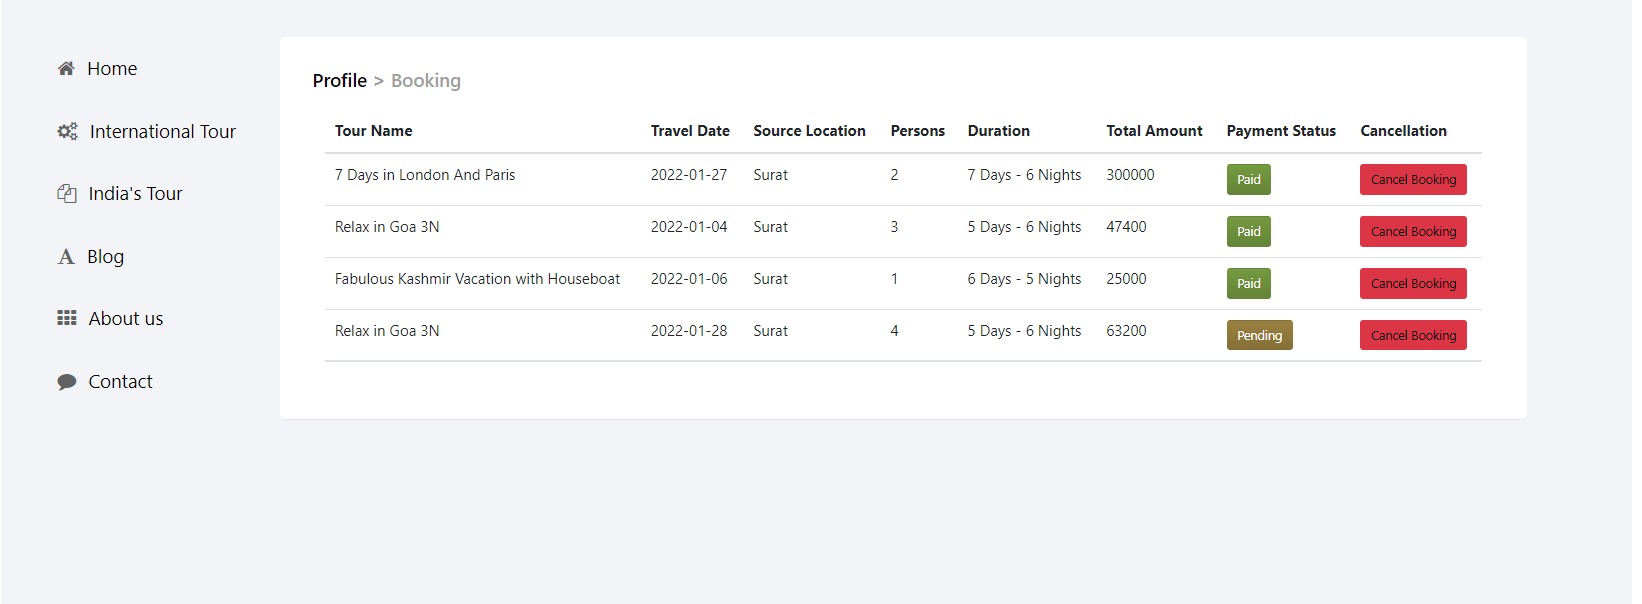 Home
International Tour
India's Tour
Blog
About us
Contact
Profile > Booking
Tour Name Travel Date Source Location Persons Duration Total Amount Payment Status Cancellation
7 Days in London And Paris 2022-01-27 Surat 2 7 Days - 6 Nights 300000 Paid Cancel Booking
Relax in Goa 3N 2022-01-04 Surat 3 5 Days - 6 Nights 47400 Paid Cancel Booking
Fabulous Kashmir Vacation with Houseboat 2022-01-06 Surat 1 6 Days - 5 Nights 25000 Paid Cancel Booking
Relax in Goa 3N 2022-01-28 Surat 4 5 Days - 6 Nights 63200 Pending Cancel Booking